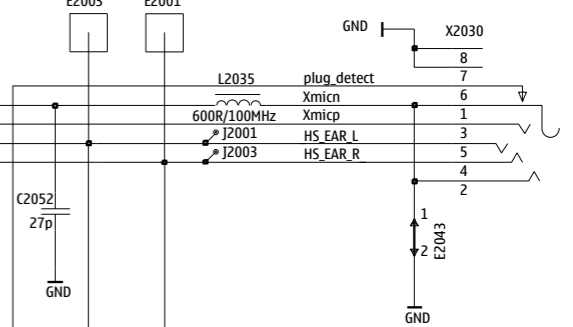 E2005 E2001
GND X2030
8
L2035 plug_detect 7
Xmicn 6
600R/100MHz Xmicp 1
J2001 HS_EAR_L 3
J2003 HS_EAR_R 5
4
C2052 2
27p
1
E2043
2
GND
GND